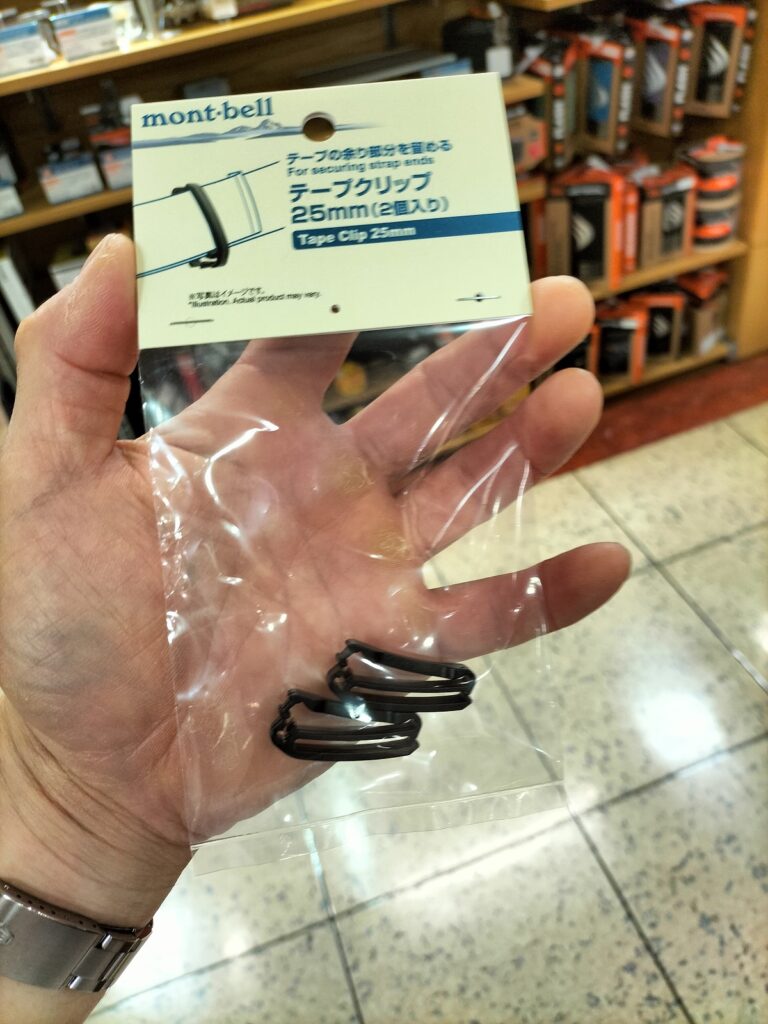 mont·bell
テープの余り部分を留める
For securing strap ends
テープクリップ
25mm(2個入り)
Tape Clip 25mm
※写真はイメージです。
*Illustration. Actual product may vary.